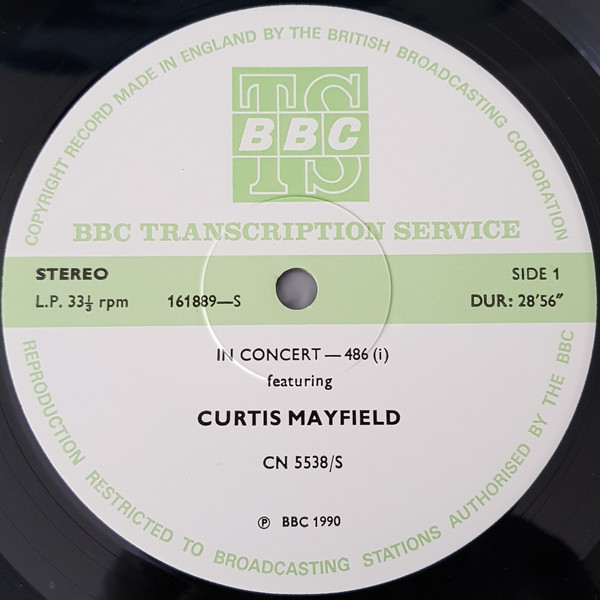 COPYRIGHT RECORD MADE IN ENGLAND BY THE BRITISH BROADCASTING CORPORATION
TS
BBC
BBC TRANSCRIPTION SERVICE
STEREO
SIDE 1
L.P. 33⅓ rpm 161889—S
DUR: 28′56″
IN CONCERT — 486 (i)
featuring
CURTIS MAYFIELD
CN 5538/S
℗ BBC 1990
REPRODUCTION RESTRICTED TO BROADCASTING STATIONS AUTHORISED BY THE BBC